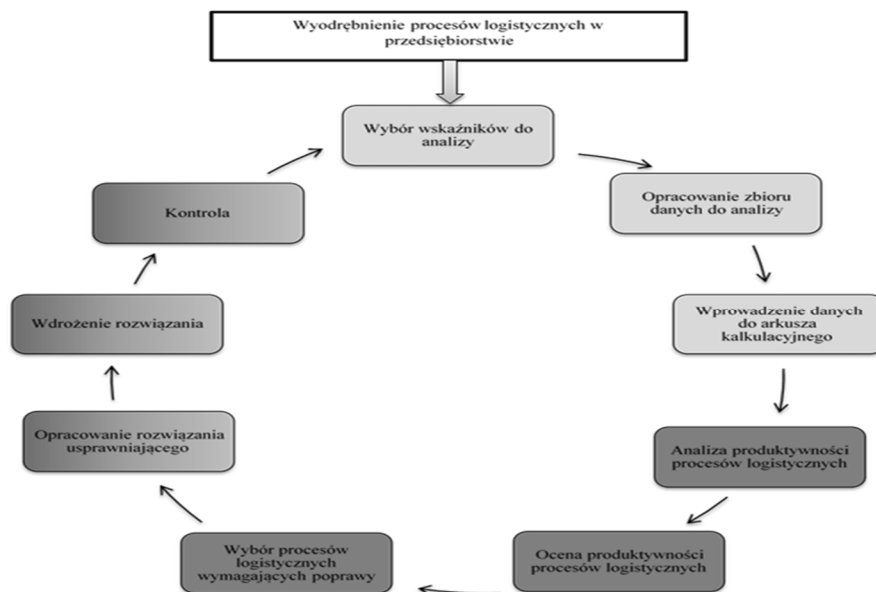 Wyodrębnienie procesów logistycznych w
przedsiębiorstwie
Wybór wskaźników do
analizy
Opracowanie zbioru
danych do analizy
Wprowadzenie danych
do arkusza
kalkulacyjnego
Analiza produktywności
procesów logistycznych
Ocena produktywności
procesów logistycznych
Wybór procesów
logistycznych
wymagających poprawy
Opracowanie rozwiązania
usprawniającego
Wdrożenie rozwiązania
Kontrola